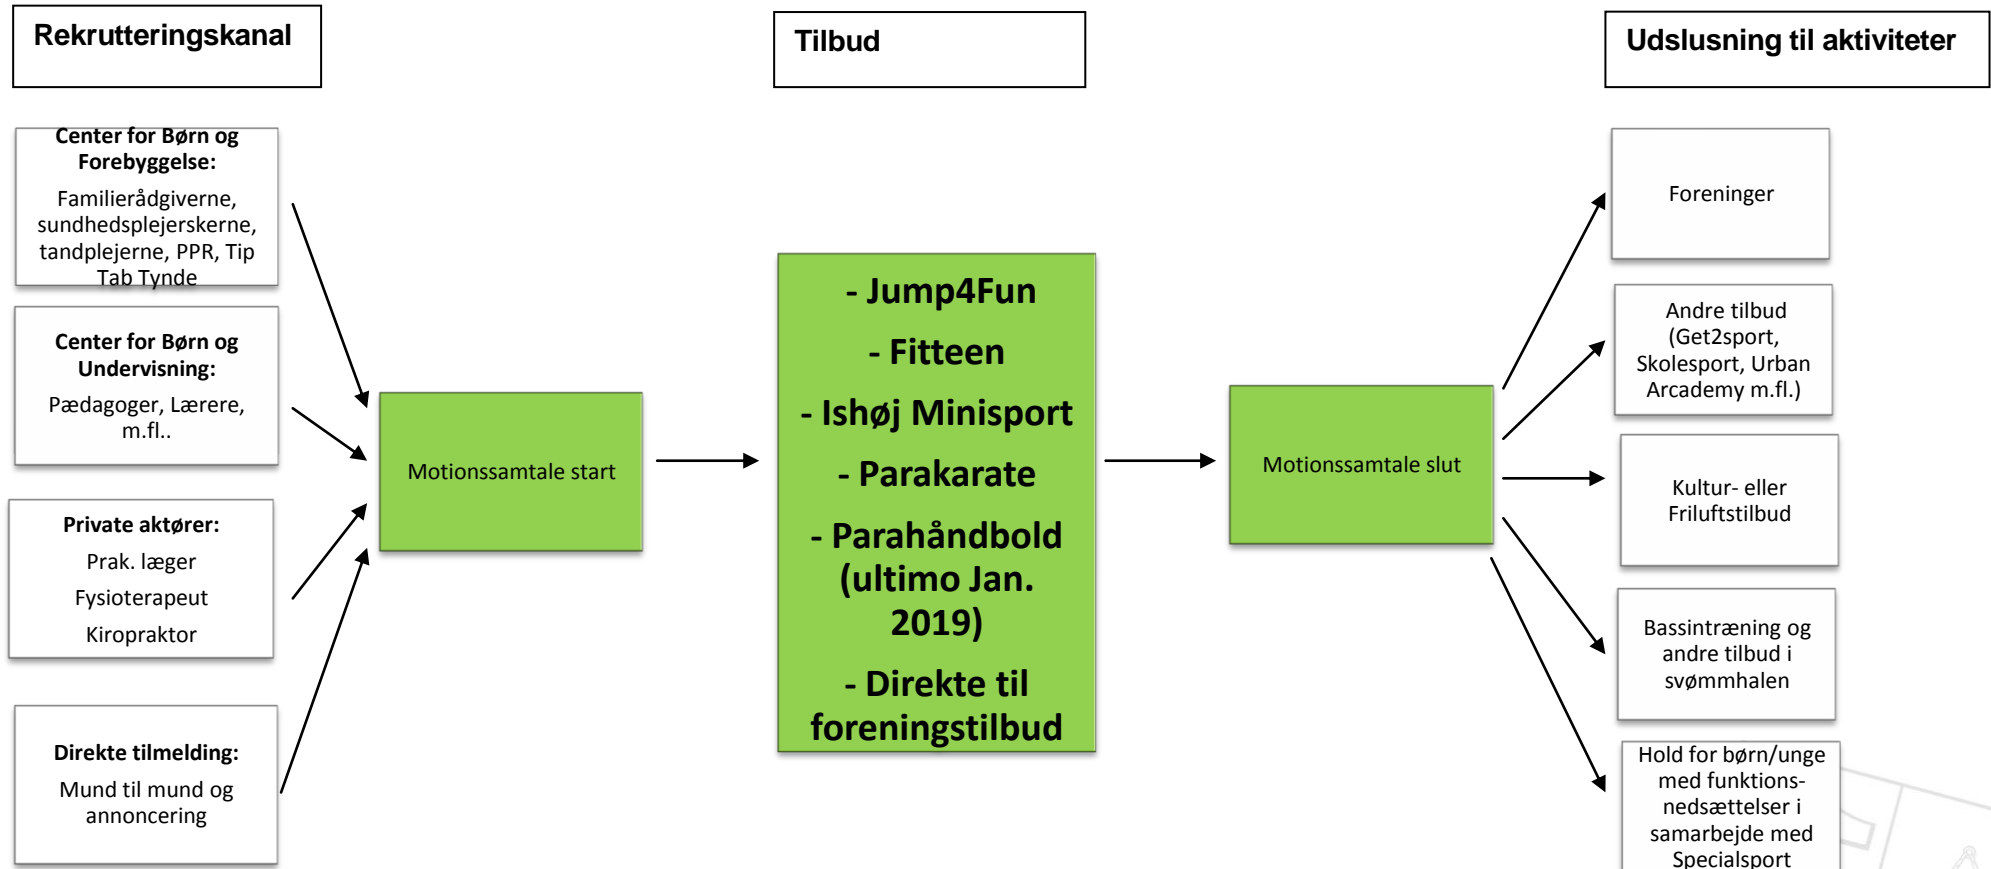 Rekrutteringskanal
Tilbud
Udslusning til aktiviteter
Center for Børn og
Forebyggelse:
Familierådgiverne,
sundhedsplejerskerne,
tandplejerne, PPR, Tip
Tab Tynde
Center for Børn og
Undervisning:
Pædagoger, Lærere,
m.fl..
Private aktører:
Prak. læger
Fysioterapeut
Kiropraktor
Direkte tilmelding:
Mund til mund og
annoncering
Motionssamtale start
- Jump4Fun
- Fitteen
- Ishøj Minisport
- Parakarate
- Parahåndbold
(ultimo Jan.
2019)
- Direkte til
foreningstilbud
Motionssamtale slut
Foreninger
Andre tilbud
(Get2sport,
Skolesport, Urban
Arcademy m.fl.)
Kultur- eller
Friluftstilbud
Bassintræning og
andre tilbud i
svømmhalen
Hold for børn/unge
med funktions-
nedsættelser i
samarbejde med
Specialsport